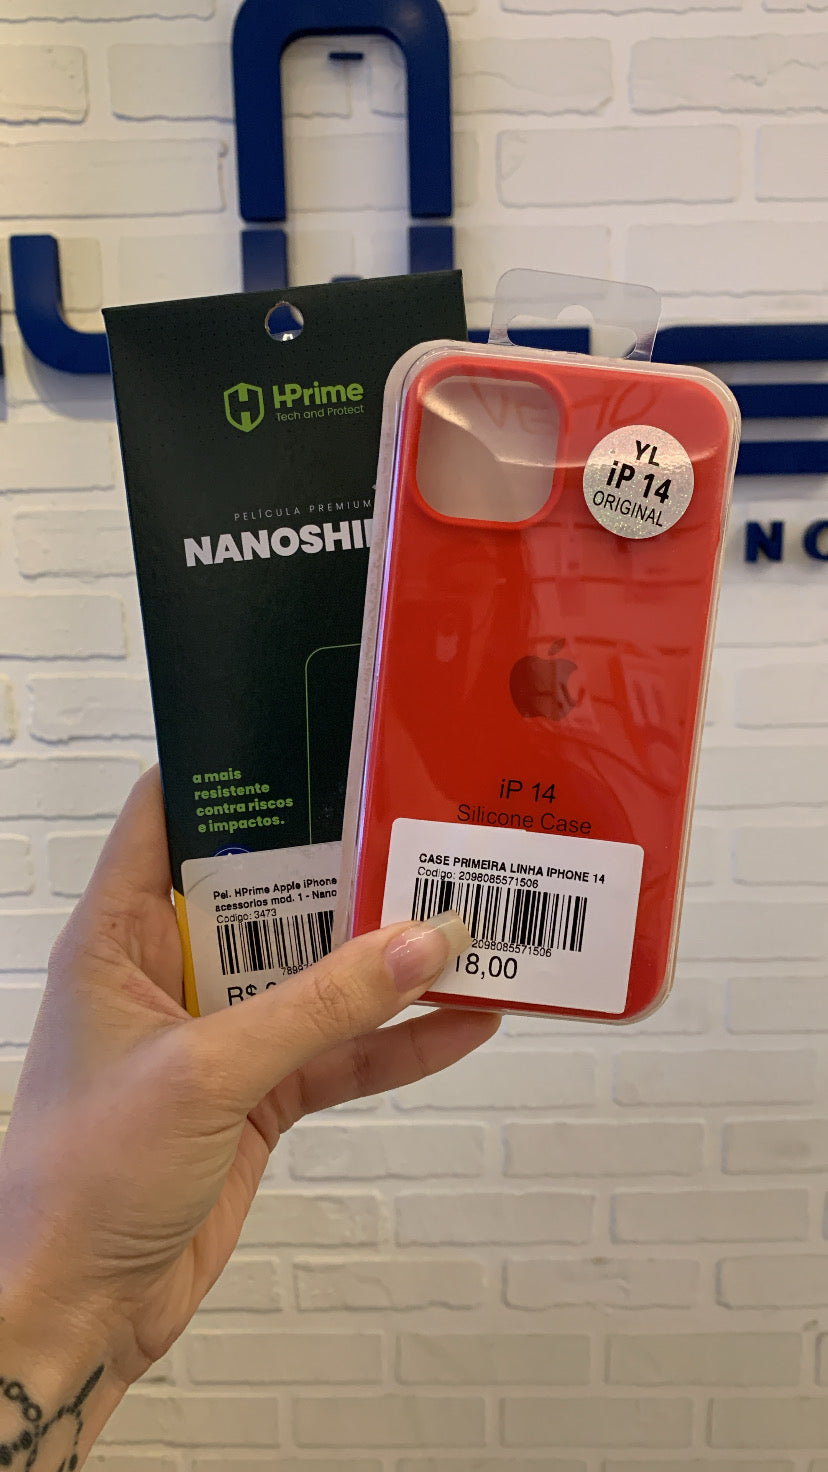 HPrime
Tech and Protect
PELÍCULA PREMIUM
NANOSHI
a mais
resistente
contra riscos
e impactos.
Pel. HPrime Apple iPhone
acessorios mod. 1 - Nano
Codigo: 3473
R$
YL
iP 14
ORIGINAL
iP 14
Silicone Case
CASE PRIMEIRA LINHA IPHONE 14
Codigo: 2098085571506
2098085571506
18,00
NO